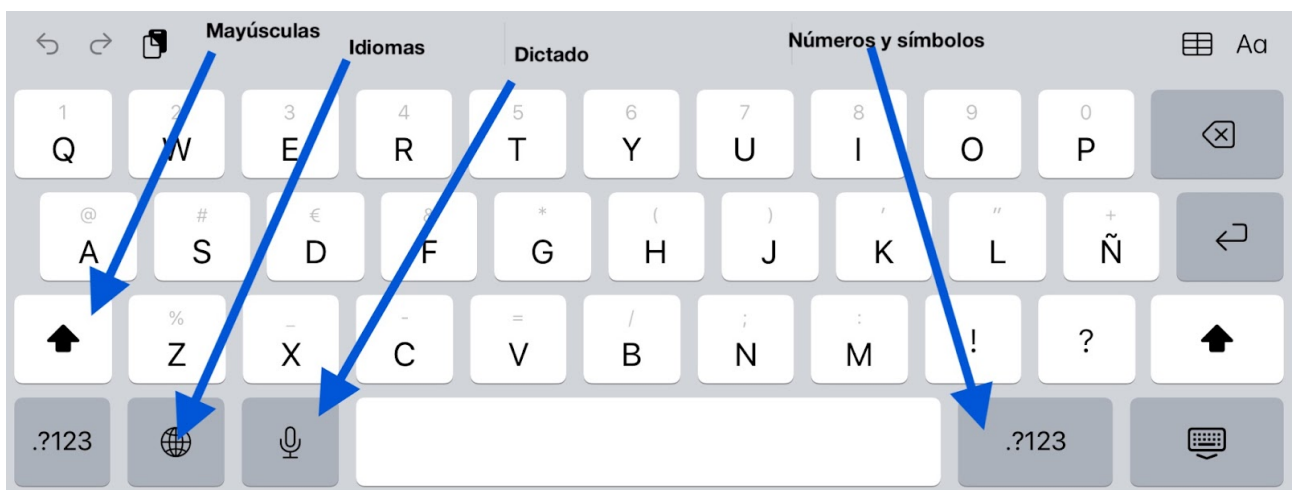 Mayúsculas Idiomas Dictado Números y símbolos Aa
1 2 3 4 5 6 7 8 9 0
Q W E R T Y U I O P
@ # € & * ( ) ' " +
A S D F G H J K L Ñ
% _ - = / ; :
Z X C V B N M ! ?
.?123 .?123